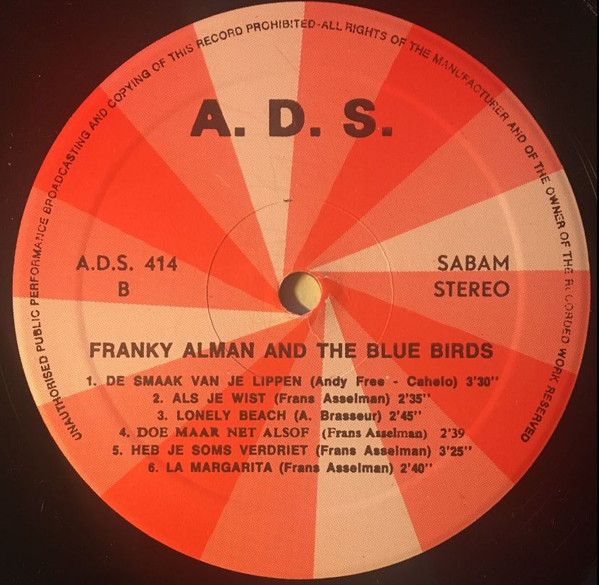 UNAUTHORISED PUBLIC PERFORMANCE BROADCASTING AND COPYING OF THIS RECORD PROHIBITED-ALL RIGHTS OF THE MANUFACTURER AND OF THE OWNER OF THE RECORDED WORK RESERVED
A. D. S.
A.D.S. 414
B
SABAM
STEREO
FRANKY ALMAN AND THE BLUE BIRDS
1. DE SMAAK VAN JE LIPPEN (Andy Free - Cahelo) 3'30''
2. ALS JE WIST (Frans Asselman) 2'35''
3. LONELY BEACH (A. Brasseur) 2'45''
4. DOE MAAR NET ALSOF (Frans Asselman) 2'39
5. HEB JE SOMS VERDRIET (Frans Asselman) 3'25''
6. LA MARGARITA (Frans Asselman) 2'40''